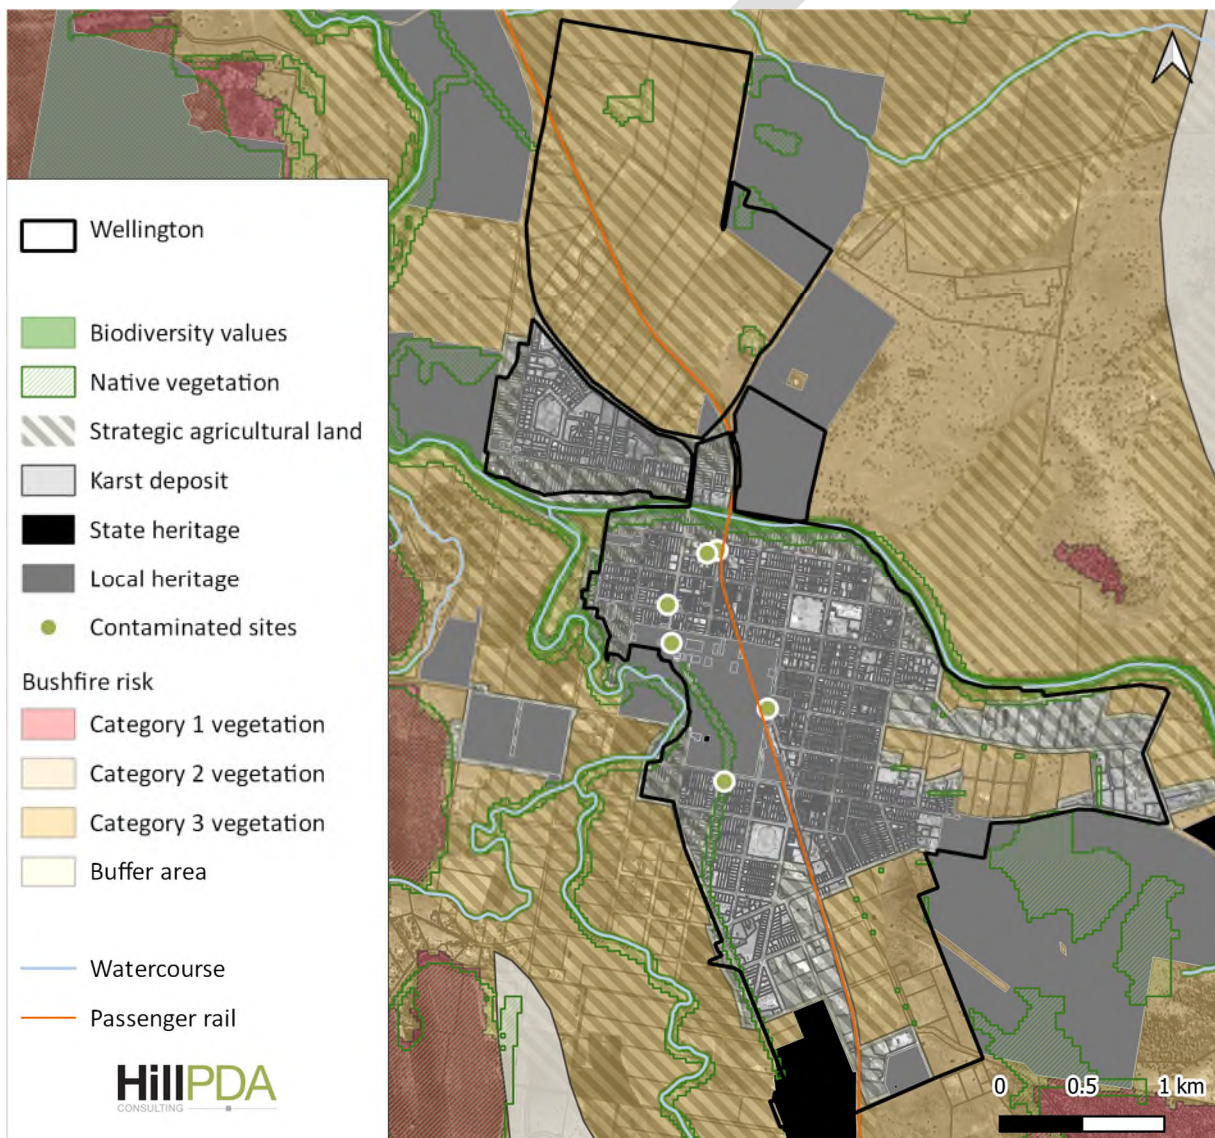 Wellington
Biodiversity values
Native vegetation
Strategic agricultural land
Karst deposit
State heritage
Local heritage
Contaminated sites
Bushfire risk
Category 1 vegetation
Category 2 vegetation
Category 3 vegetation
Buffer area
Watercourse
Passenger rail
HillPDA
CONSULTING
0 0.5 1 km